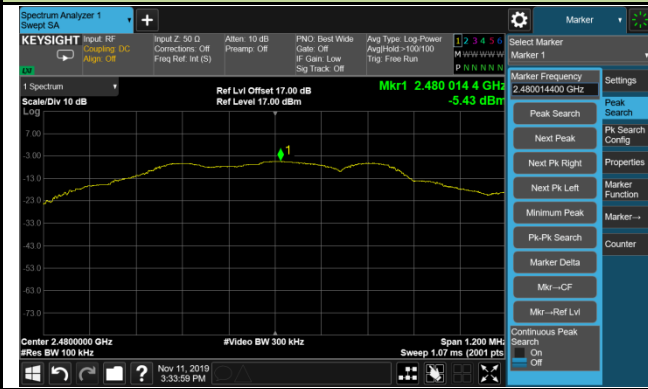 Spectrum Analyzer 1
Swept SA
Marker
KEYSIGHT Input: RF
Coupling: DC
Align: Off
Input Z: 50 Ω
Corrections: Off
Freq Ref: Int (S)
Atten: 10 dB
Preamp: Off
PNO: Best Wide
Gate: Off
IF Gain: Low
Sig Track: Off
Avg Type: Log-Power
Avg|Hold:>100/100
Trig: Free Run
1 2 3 4 5 6
M W W W W W
P N N N N N
LXI
Select Marker
Marker 1
1 Spectrum
Scale/Div 10 dB
Log
Ref Lvl Offset 17.00 dB
Ref Level 17.00 dBm
Mkr1 2.480 014 4 GHz
-5.43 dBm
7.00
-3.00
-13.0
-23.0
-33.0
-43.0
-53.0
-63.0
-73.0
1
Center 2.4800000 GHz
#Res BW 100 kHz
#Video BW 300 kHz
Span 1.200 MHz
Sweep 1.07 ms (2001 pts
Marker Frequency
2.480014400 GHz
Peak Search
Next Peak
Next Pk Right
Next Pk Left
Minimum Peak
Pk-Pk Search
Marker Delta
Mkr→CF
Mkr→Ref Lvl
Continuous Peak
Search
On
Off
Settings
Peak
Search
Pk Search
Config
Properties
Marker
Function
Marker→
Counter
Nov 11, 2019
3:33:59 PM